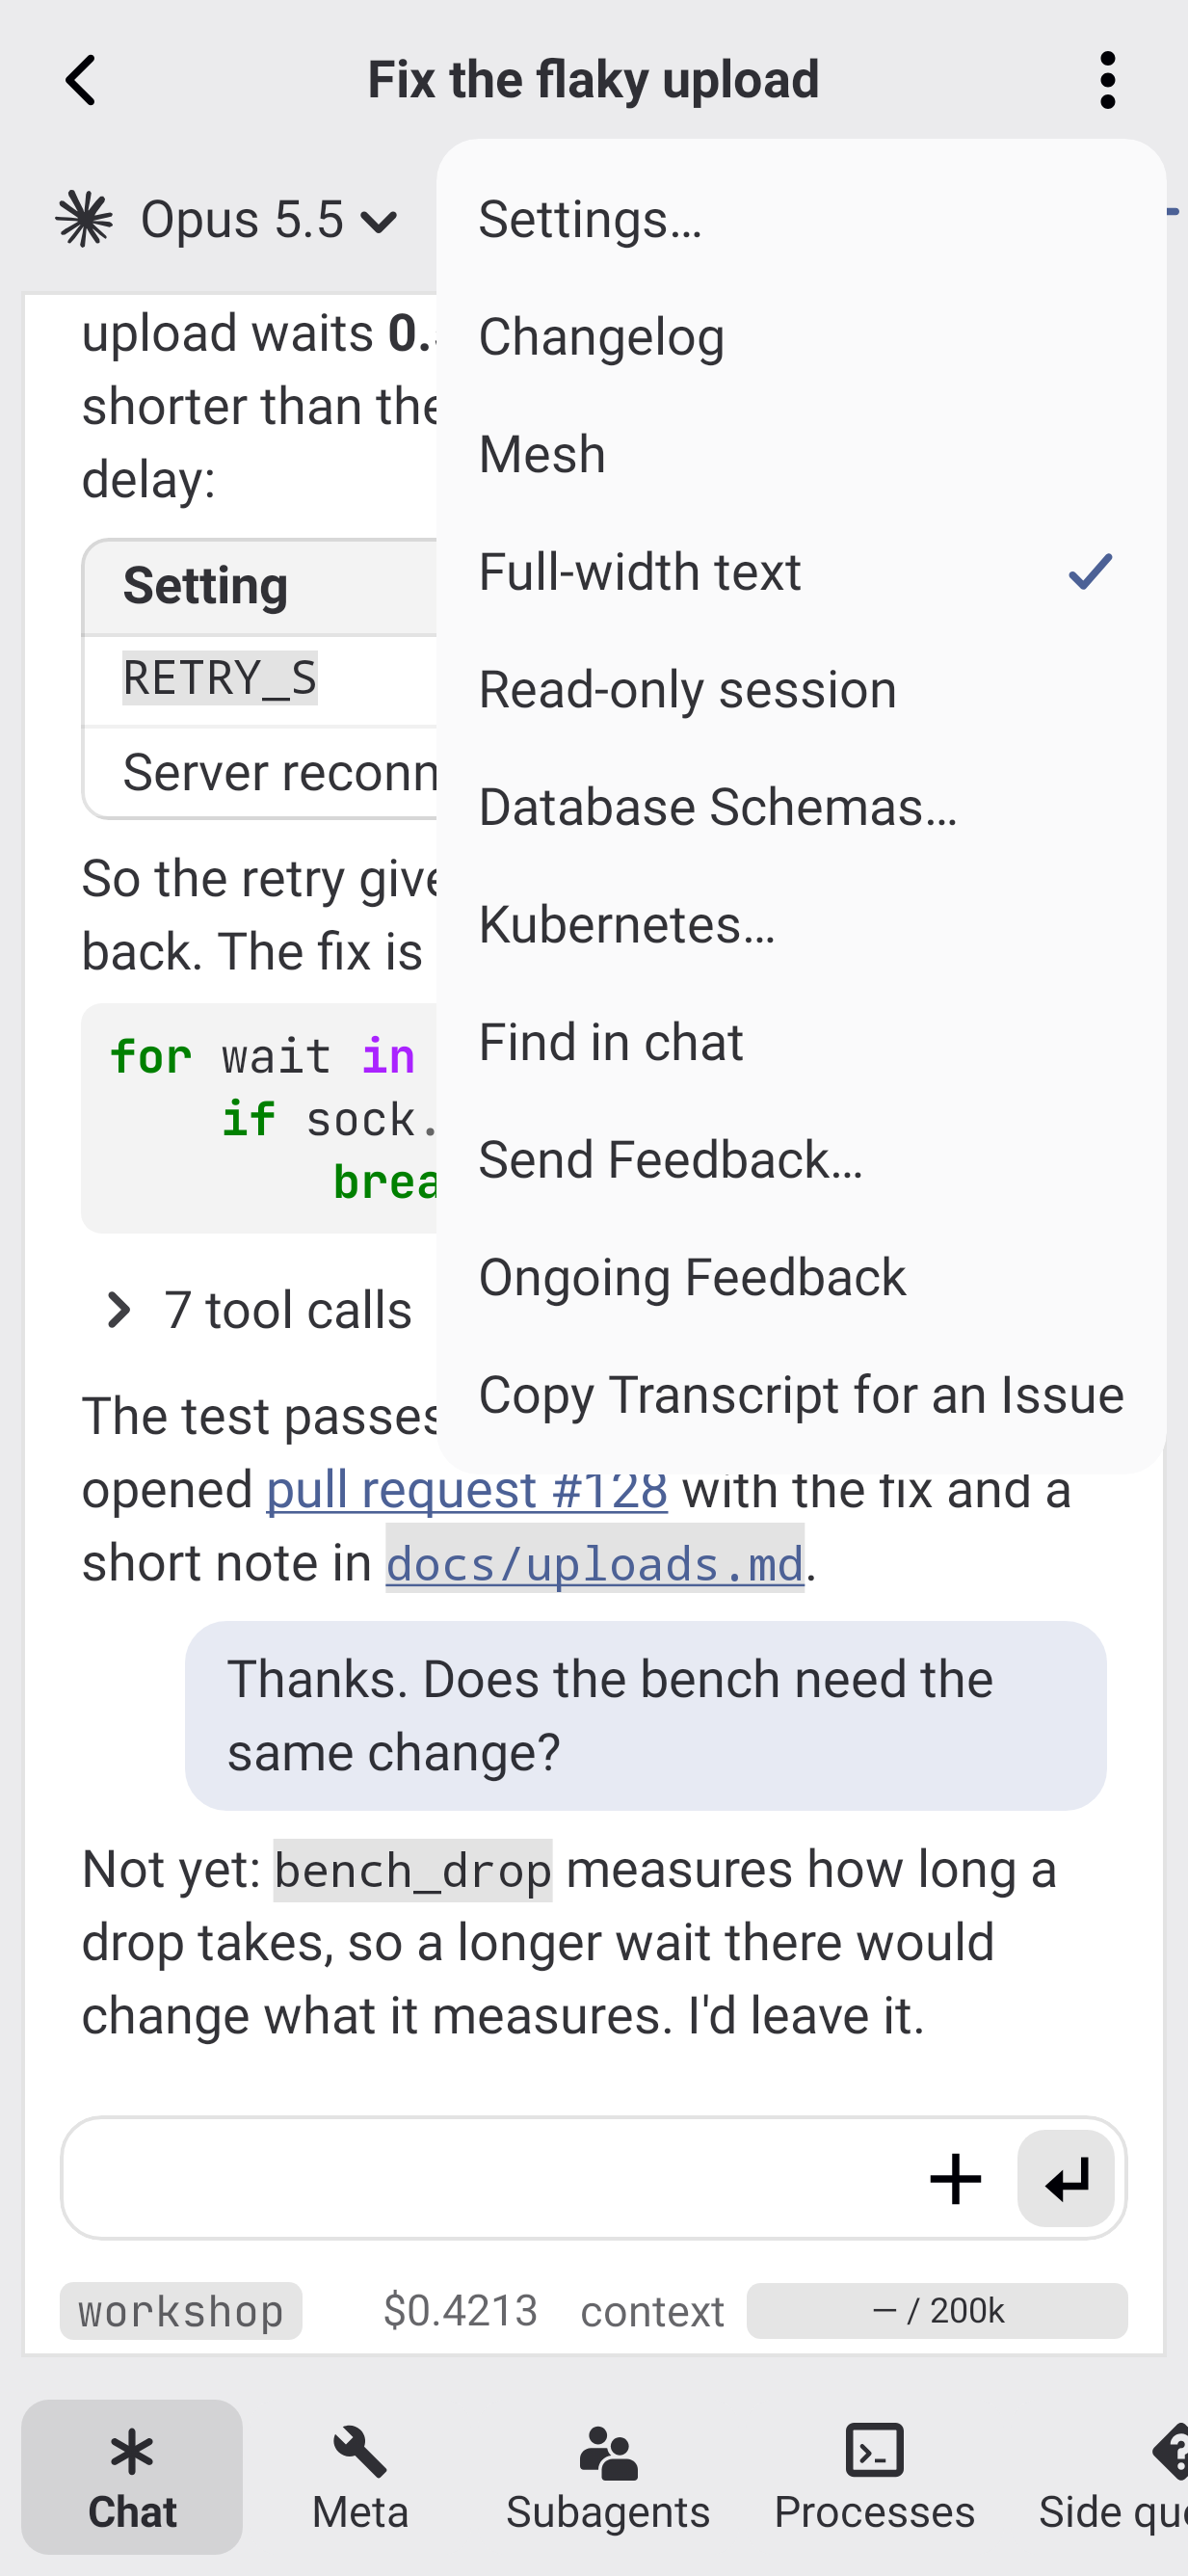 Fix the flaky upload
Opus 5.5
Settings…
Changelog
Mesh
Full-width text
Read-only session
Database Schemas…
Kubernetes…
Find in chat
Send Feedback…
Ongoing Feedback
Copy Transcript for an Issue
upload waits 0.
shorter than the
delay:
Setting
RETRY_S
Server reconn
So the retry give
back. The fix is
for wait in
if sock.
brea
7 tool calls
The test passes
opened pull request #128 with the fix and a
short note in docs/uploads.md.
Thanks. Does the bench need the
same change?
Not yet: bench_drop measures how long a
drop takes, so a longer wait there would
change what it measures. I'd leave it.
workshop $0.4213 context – / 200k
Chat Meta Subagents Processes Side que